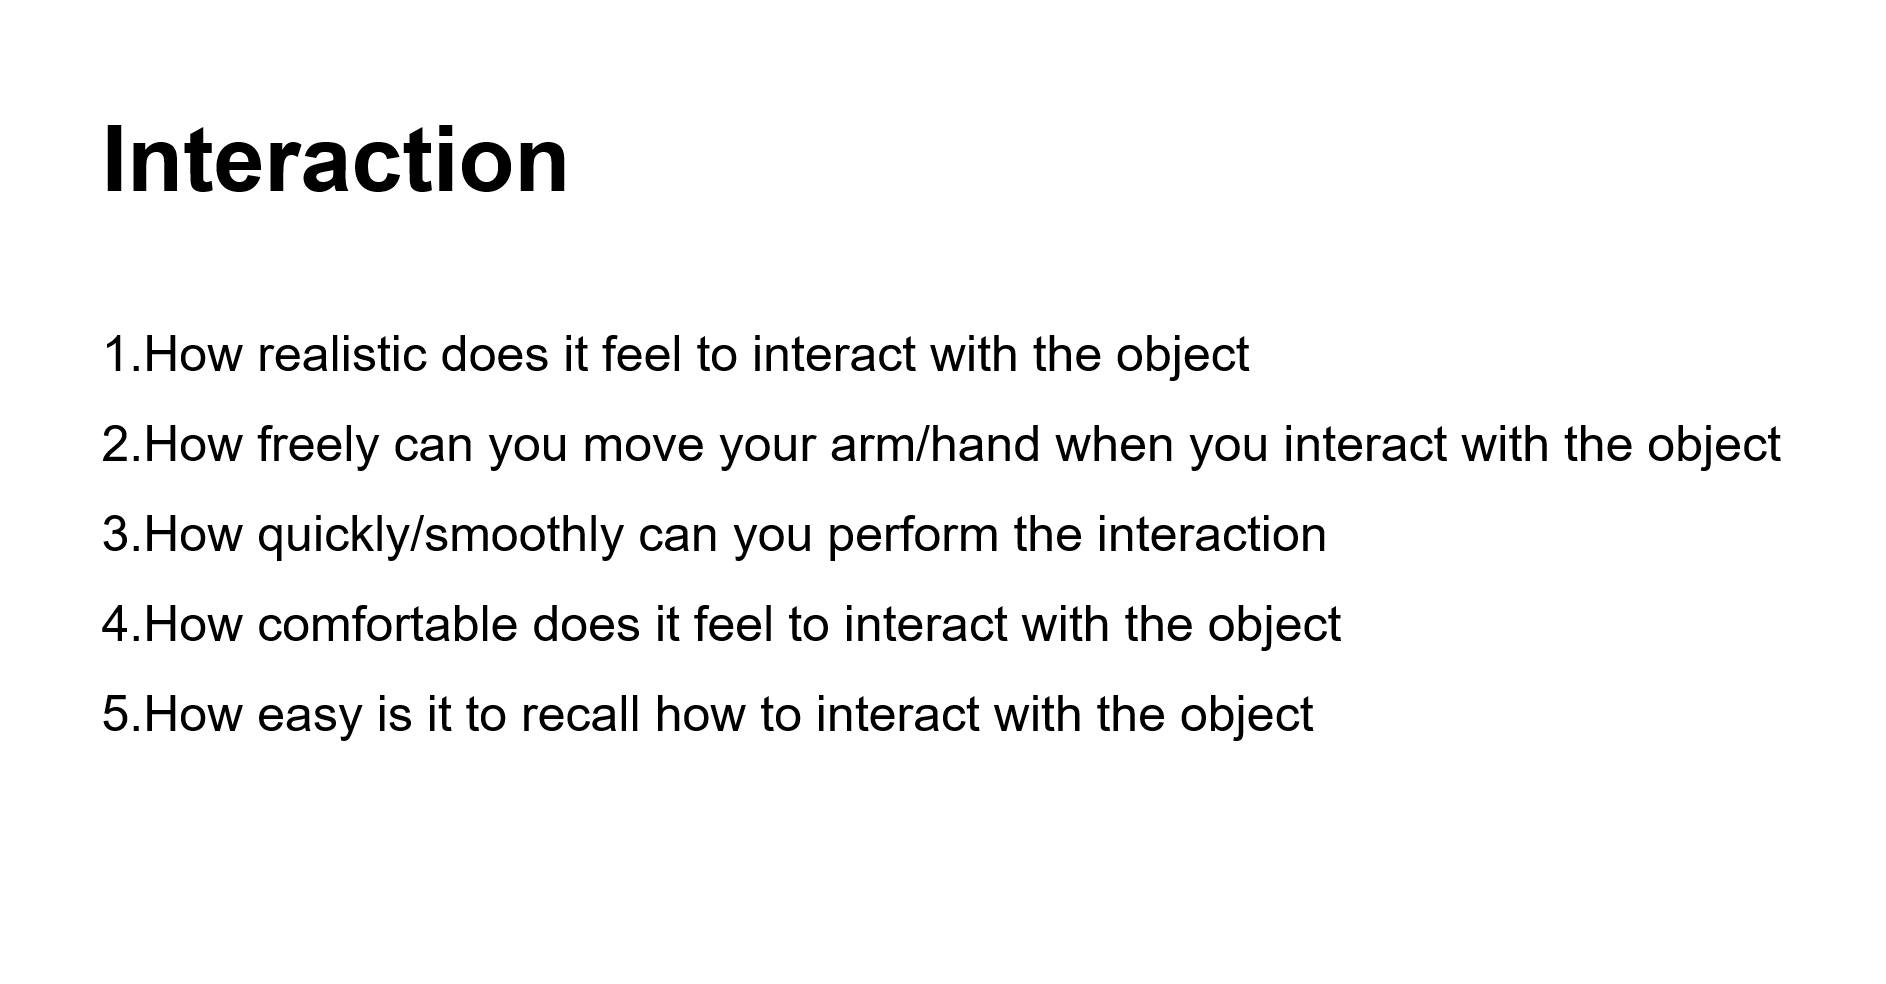 Interaction
1.How realistic does it feel to interact with the object
2.How freely can you move your arm/hand when you interact with the object
3.How quickly/smoothly can you perform the interaction
4.How comfortable does it feel to interact with the object
5.How easy is it to recall how to interact with the object